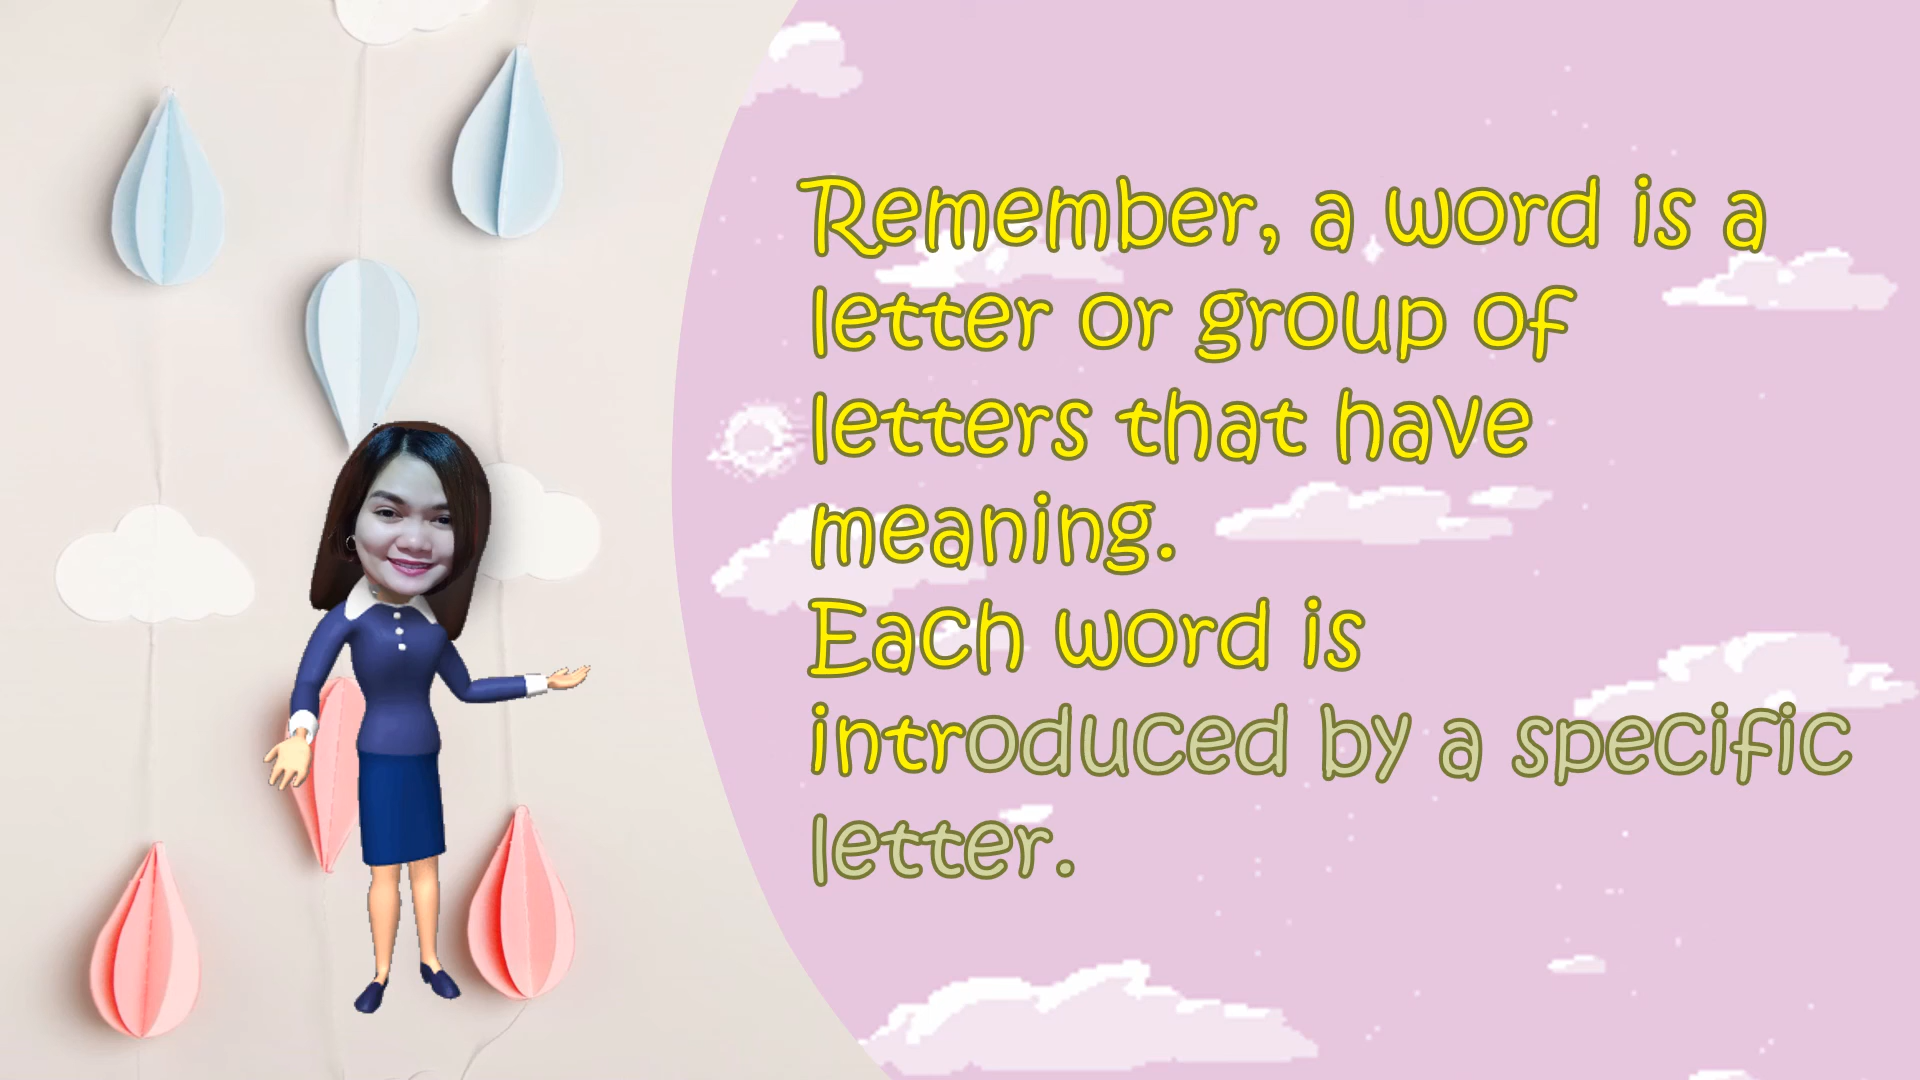 Remember, a word is a
letter or group of
letters that have
meaning.
Each word is
introduced by a specific
letter.